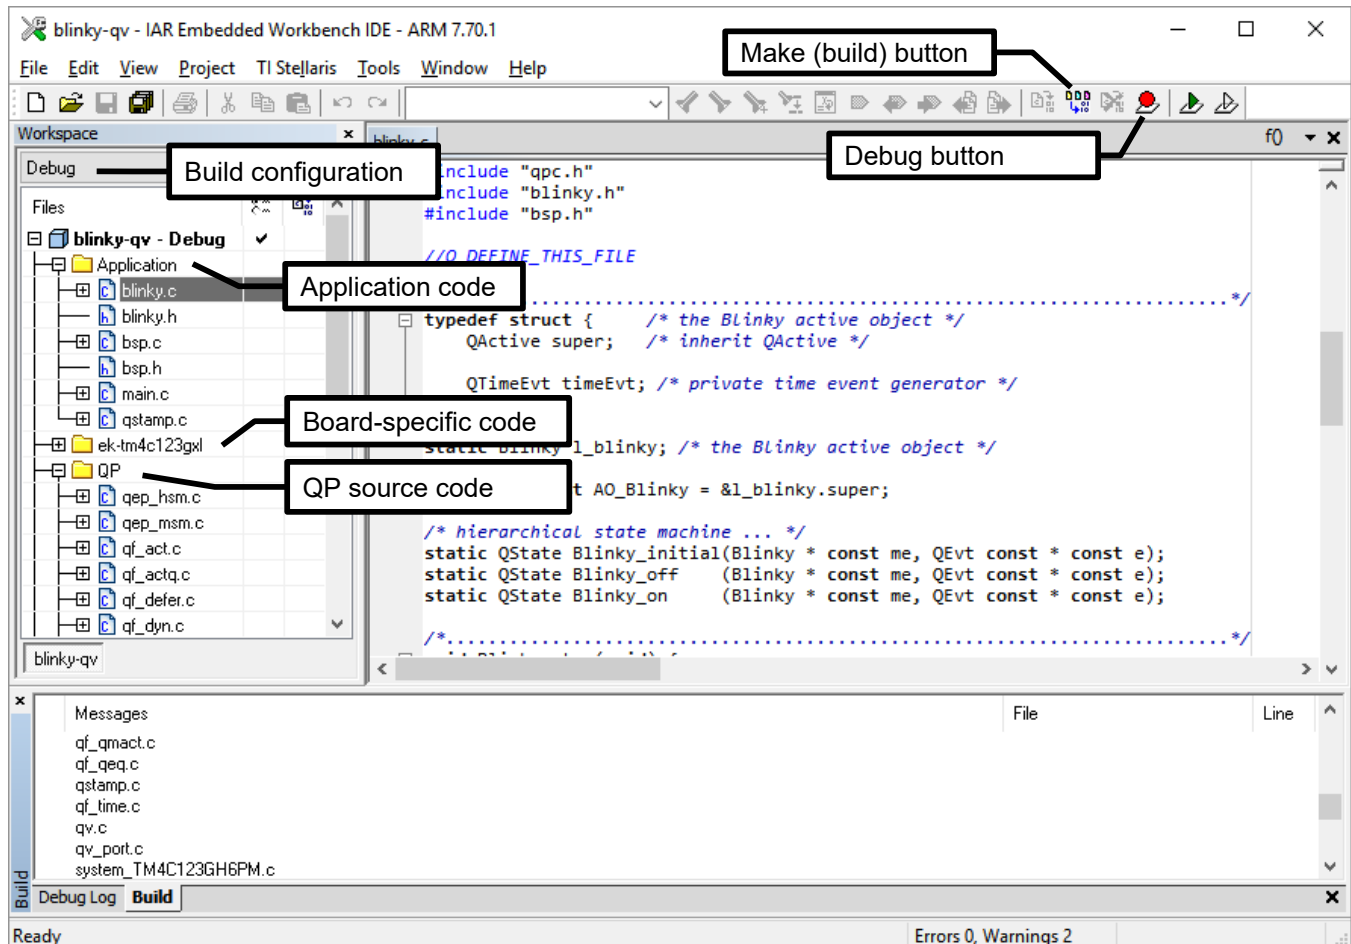 blinky-qv - IAR Embedded Workbench IDE - ARM 7.70.1
File Edit View Project TI Stellaris Tools Window Help
Make (build) button
Workspace
f()
Debug
Build configuration
Debug button
Files
blinky-qv - Debug
Application
blinky.c
blinky.h
bsp.c
bsp.h
main.c
qstamp.c
ek-tm4c123gxl
QP
qep_hsm.c
qep_msm.c
qf_act.c
qf_actq.c
qf_defer.c
qf_dyn.c
blinky-qv
Application code
Board-specific code
QP source code
include "qpc.h"
include "blinky.h"
#include "bsp.h"
//Q_DEFINE_THIS_FILE
..................................................................*/
typedef struct { /* the Blinky active object */
QActive super; /* inherit QActive */
QTimeEvt timeEvt; /* private time event generator */
static Blinky l_blinky; /* the Blinky active object */
t AO_Blinky = &l_blinky.super;
/* hierarchical state machine ... */
static QState Blinky_initial(Blinky * const me, QEvt const * const e);
static QState Blinky_off (Blinky * const me, QEvt const * const e);
static QState Blinky_on (Blinky * const me, QEvt const * const e);
/*..........................................................................*/
Messages File Line
qf_qmact.c
qf_qeq.c
qstamp.c
qf_time.c
qv.c
qv_port.c
system_TM4C123GH6PM.c
Build
Debug Log Build
Ready Errors 0, Warnings 2